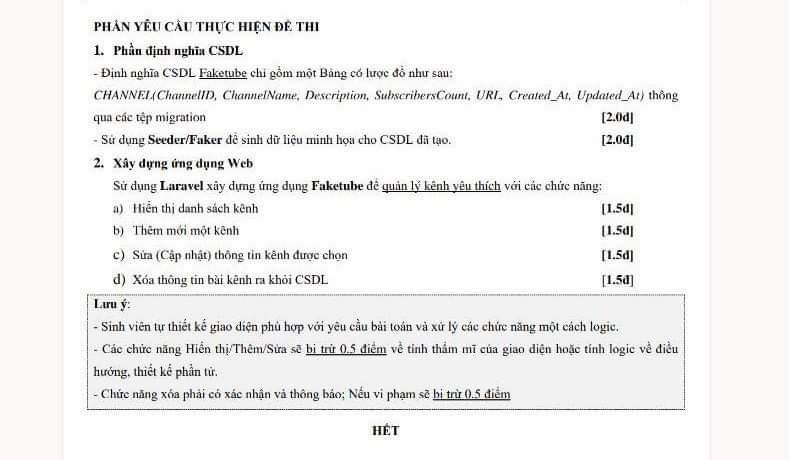 PHẦN YÊU CẦU THỰC HIỆN ĐỀ THI
1. Phần định nghĩa CSDL
- Định nghĩa CSDL Faketube chỉ gồm một Bảng có lược đồ như sau:
CHANNEL(ChannelID, ChannelName, Description, SubscribersCount, URL, Created_At, Updated_At) thông
qua các tệp migration [2.0đ]
- Sử dụng Seeder/Faker để sinh dữ liệu minh họa cho CSDL đã tạo. [2.0đ]
2. Xây dựng ứng dụng Web
Sử dụng Laravel xây dựng ứng dụng Faketube để quản lý kênh yêu thích với các chức năng:
a) Hiển thị danh sách kênh [1.5đ]
b) Thêm mới một kênh [1.5đ]
c) Sửa (Cập nhật) thông tin kênh được chọn [1.5đ]
d) Xóa thông tin bài kênh ra khỏi CSDL [1.5đ]
Lưu ý:
- Sinh viên tự thiết kế giao diện phù hợp với yêu cầu bài toán và xử lý các chức năng một cách logic.
- Các chức năng Hiển thị/Thêm/Sửa sẽ bị trừ 0.5 điểm về tính thẩm mĩ của giao diện hoặc tính logic về điều
hướng, thiết kế phần tử.
- Chức năng xóa phải có xác nhận và thông báo; Nếu vi phạm sẽ bị trừ 0.5 điểm
HẾT